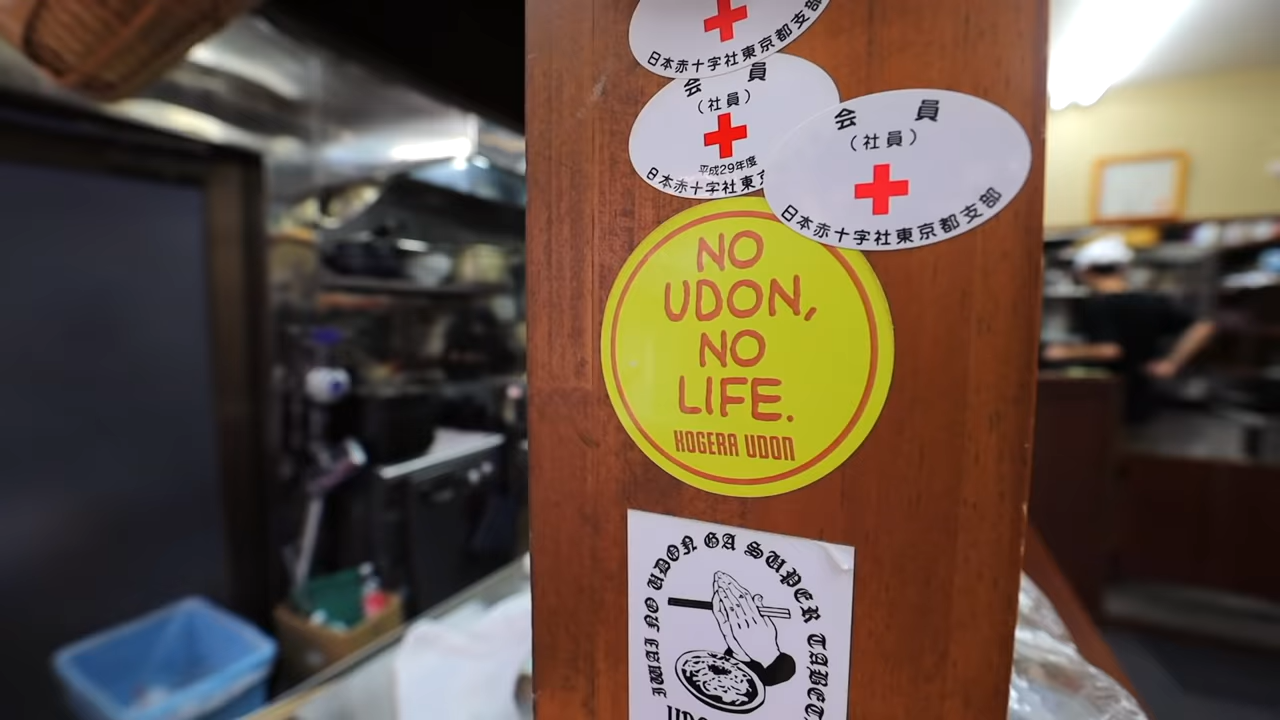 日本赤十字社東京都支部
会 員
(社員)
平成29年度
日本赤十字社東京
会 員
(社員)
日本赤十字社東京都支部
NO
UDON,
NO
LIFE.
KOGERA UDON
IWAI NO UDON GA SUPER TABET